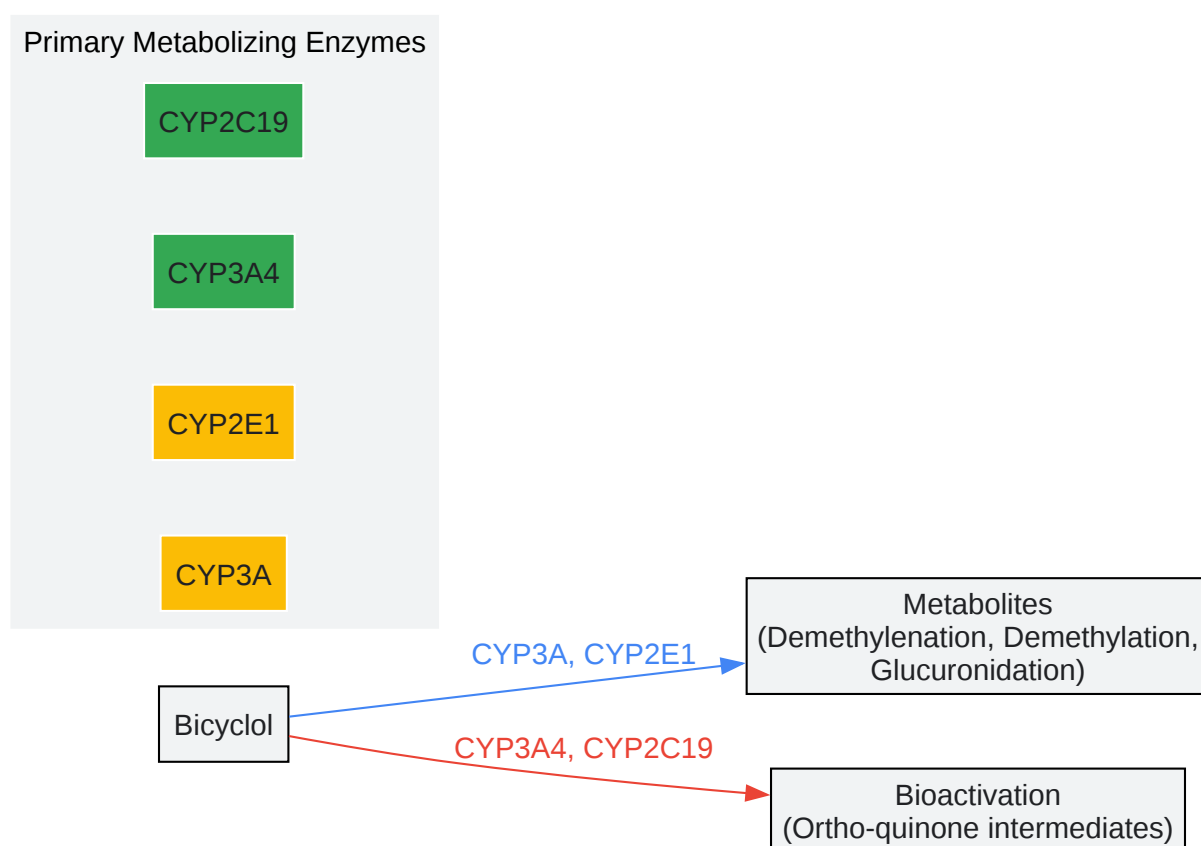 Primary Metabolizing Enzymes
CYP2C19
CYP3A4
CYP2E1
CYP3A
Bicyclol
CYP3A, CYP2E1
CYP3A4, CYP2C19
Metabolites
(Demethylenation, Demethylation,
Glucuronidation)
Bioactivation
(Ortho-quinone intermediates)